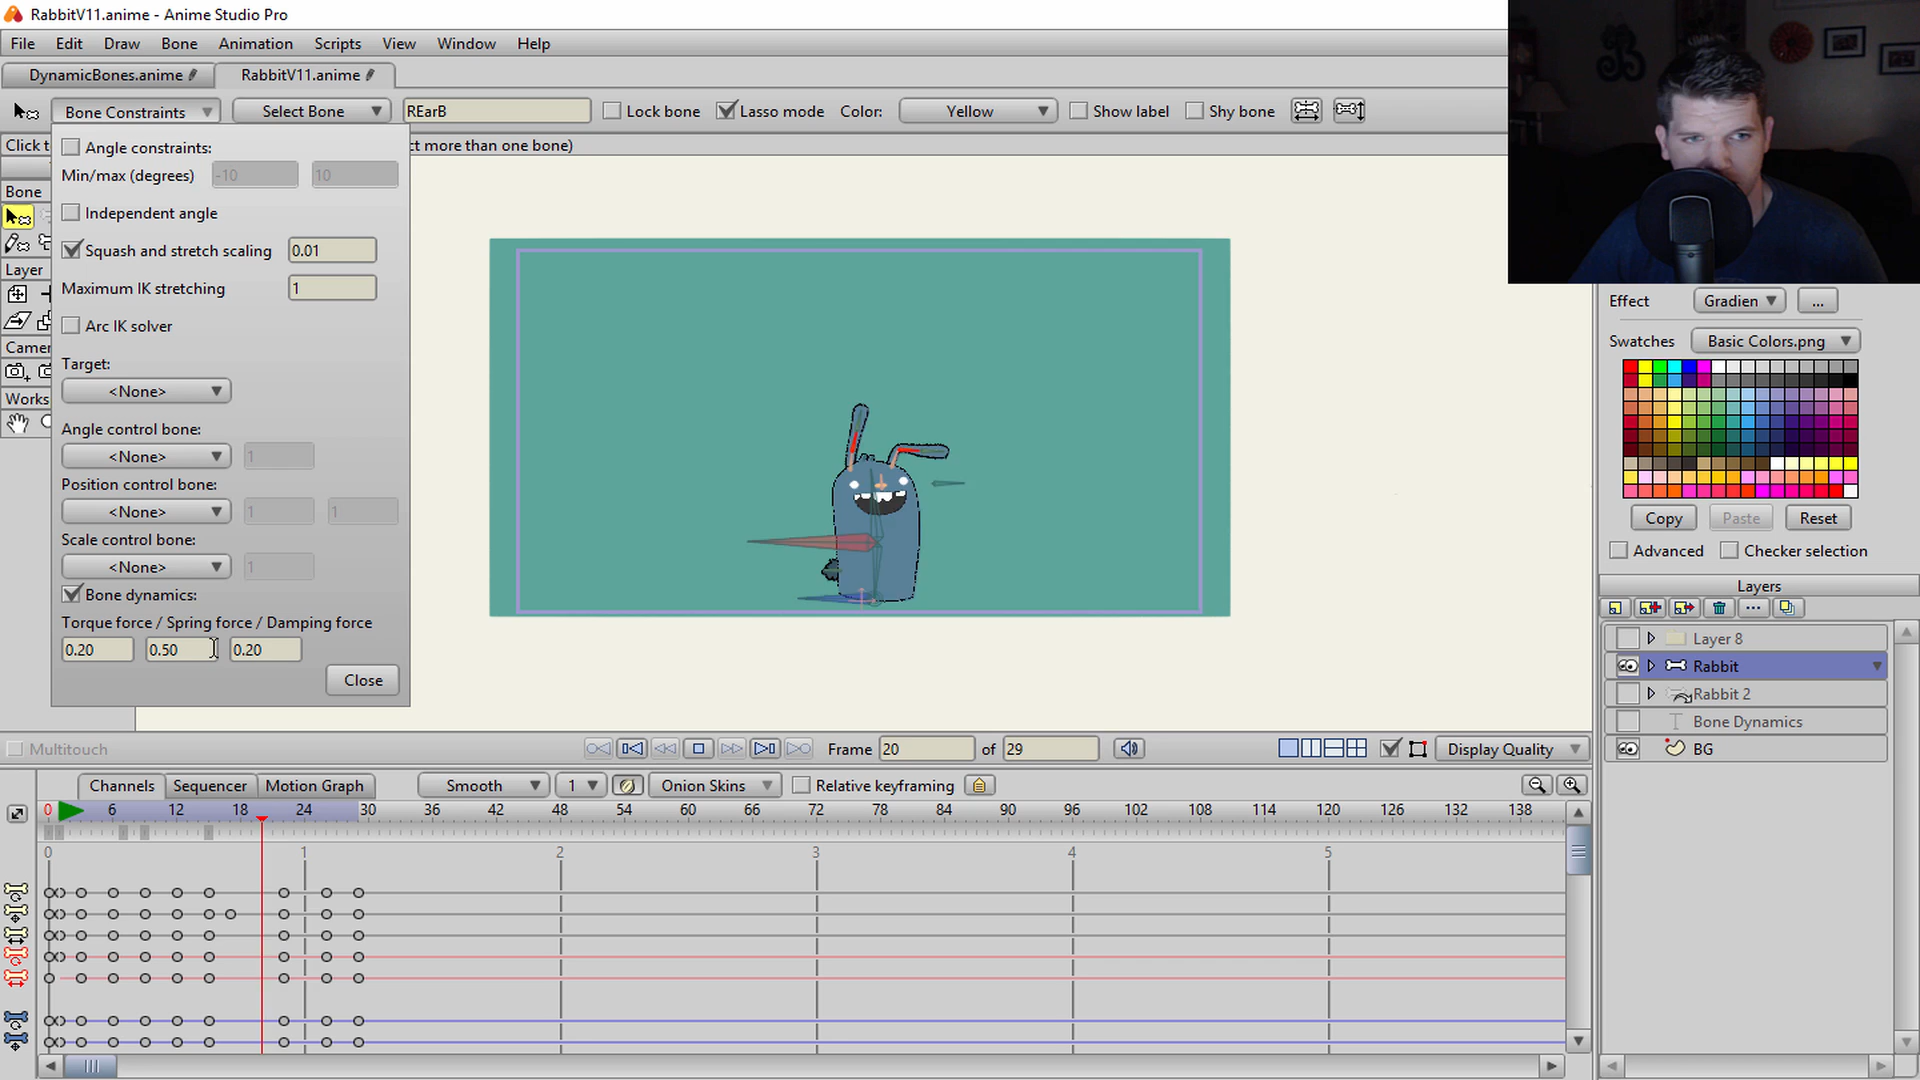 RabbitV11.anime - Anime Studio Pro
File Edit Draw Bone Animation Scripts View Window Help
DynamicBones.anime RabbitV11.anime
Bone Constraints Select Bone REarB Lock bone Lasso mode Color: Yellow Show label Shy bone
Click t ct more than one bone)
Angle constraints:
Min/max (degrees) -10 10
Bone
Independent angle
Squash and stretch scaling 0.01
Layer
Maximum IK stretching 1
Effect Gradien ...
Arc IK solver
Swatches Basic Colors.png
Camer
Target:
<None>
Works
Angle control bone:
<None> 1
Position control bone:
<None> 1 1
Copy Paste Reset
Scale control bone:
Advanced Checker selection
<None> 1
Layers
Bone dynamics:
Torque force / Spring force / Damping force
0.20 0.50 0.20
Close
Layer 8
Rabbit
Rabbit 2
Bone Dynamics
BG
Multitouch Frame 20 of 29 Display Quality
Channels Sequencer Motion Graph Smooth 1 Onion Skins Relative keyframing
0 6 12 18 24 30 36 42 48 54 60 66 72 78 84 90 96 102 108 114 120 126 132 138
0 1 2 3 4 5